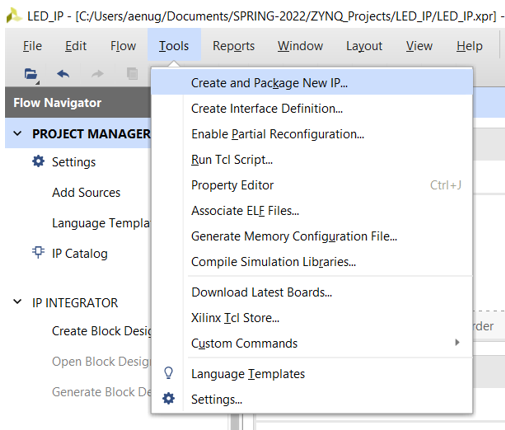 LED_IP - [C:/Users/aenug/Documents/SPRING-2022/ZYNQ_Projects/LED_IP/LED_IP.xpr] -
File Edit Flow Tools Reports Window Layout View Help
Flow Navigator
PROJECT MANAGER
Settings
Add Sources
Language Templa
IP Catalog
IP INTEGRATOR
Create Block Desig
Open Block Design
Generate Block De
Create and Package New IP...
Create Interface Definition...
Enable Partial Reconfiguration...
Run Tcl Script...
Property Editor Ctrl+J
Associate ELF Files...
Generate Memory Configuration File...
Compile Simulation Libraries...
Download Latest Boards...
Xilinx Tcl Store...
Custom Commands
Language Templates
Settings...
rder